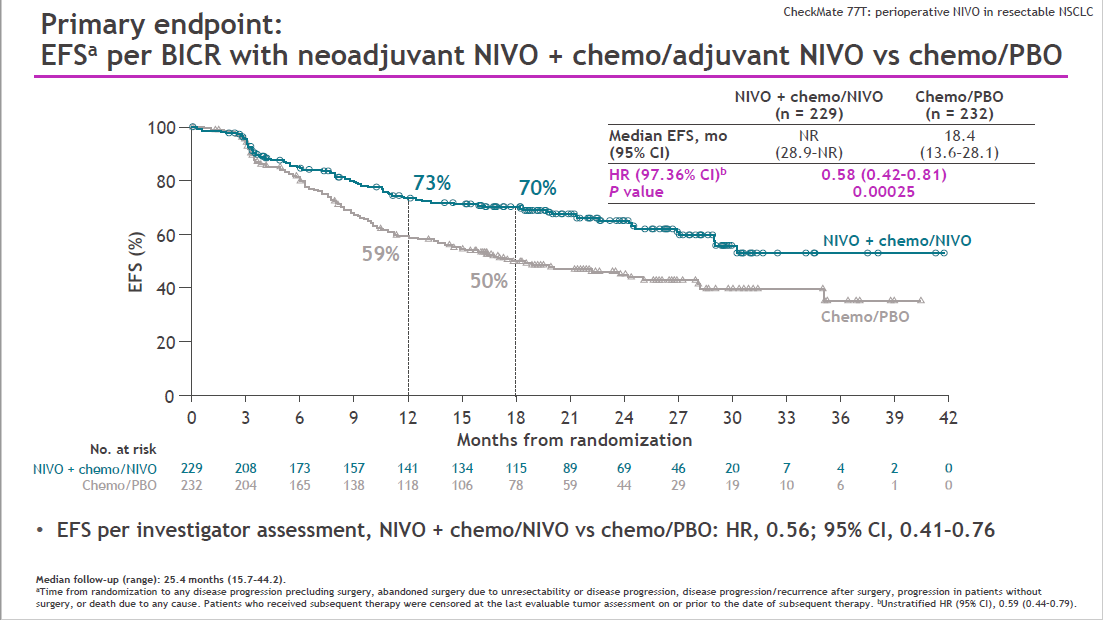 CheckMate 77T: perioperative NIVO in resectable NSCLC
Primary endpoint:
EFSᵃ per BICR with neoadjuvant NIVO + chemo/adjuvant NIVO vs chemo/PBO
NIVO + chemo/NIVO Chemo/PBO
(n = 229) (n = 232)
Median EFS, mo NR 18.4
(95% CI) (28.9–NR) (13.6–28.1)
HR (97.36% CI)ᵇ 0.58 (0.42–0.81)
P value 0.00025
EFS (%)
100
80
60
40
20
0
73%
70%
59%
50%
NIVO + chemo/NIVO
Chemo/PBO
0 3 6 9 12 15 18 21 24 27 30 33 36 39 42
Months from randomization
No. at risk
NIVO + chemo/NIVO 229 208 173 157 141 134 115 89 69 46 20 7 4 2 0
Chemo/PBO 232 204 165 138 118 106 78 59 44 29 19 10 6 1 0
• EFS per investigator assessment, NIVO + chemo/NIVO vs chemo/PBO: HR, 0.56; 95% CI, 0.41–0.76
Median follow-up (range): 25.4 months (15.7–44.2).
ᵃTime from randomization to any disease progression precluding surgery, abandoned surgery due to unresectability or disease progression, disease progression/recurrence after surgery, progression in patients without
surgery, or death due to any cause. Patients who received subsequent therapy were censored at the last evaluable tumor assessment on or prior to the date of subsequent therapy. ᵇUnstratified HR (95% CI), 0.59 (0.44–0.79).